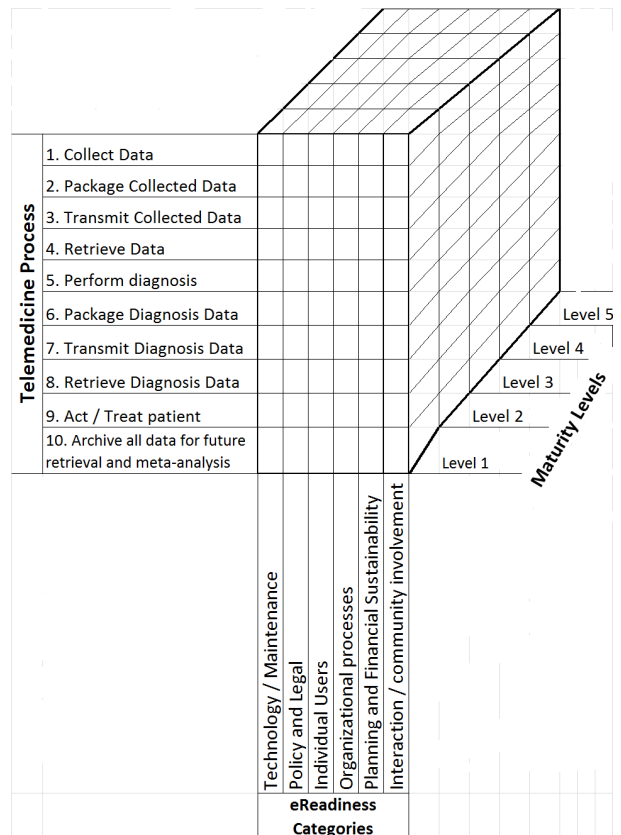 Telemedicine Process
1. Collect Data
2. Package Collected Data
3. Transmit Collected Data
4. Retrieve Data
5. Perform diagnosis
6. Package Diagnosis Data
7. Transmit Diagnosis Data
8. Retrieve Diagnosis Data
9. Act / Treat patient
10. Archive all data for future
retrieval and meta-analysis
Level 5
Level 4
Level 3
Level 2
Level 1
Maturity Levels
Technology / Maintenance
Policy and Legal
Individual Users
Organizational processes
Planning and Financial Sustainability
Interaction / community involvement
eReadiness
Categories